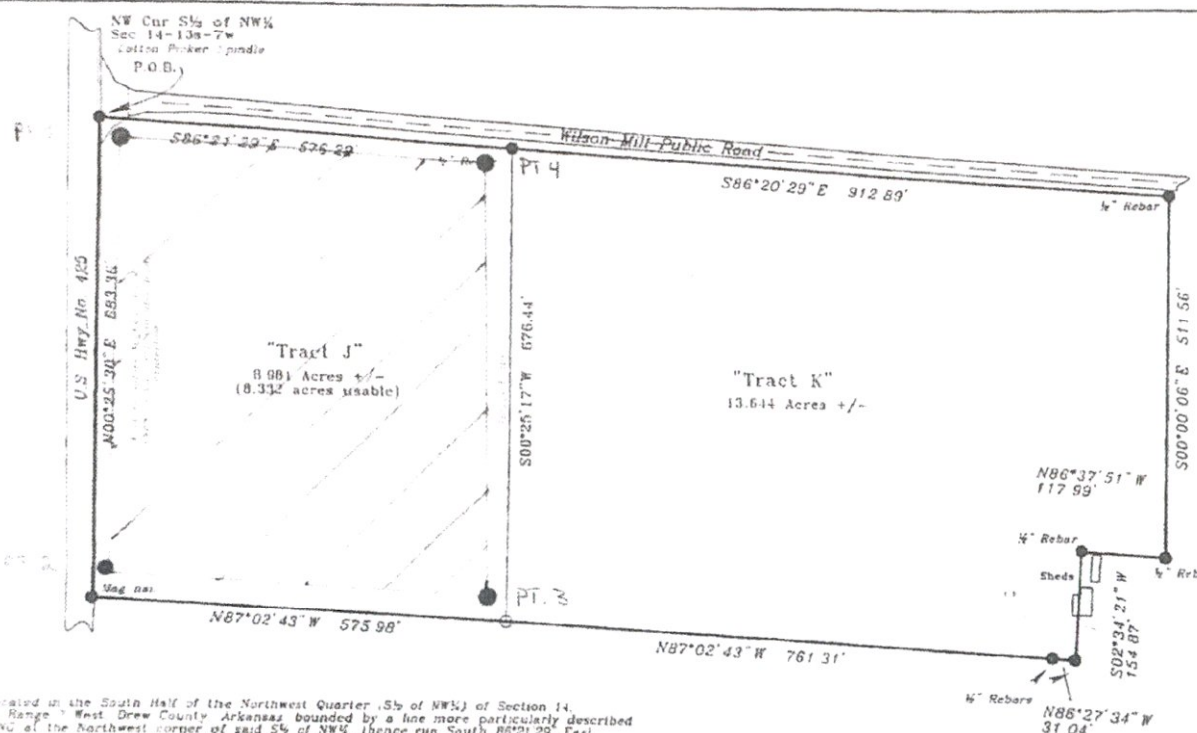 NW Cnr S½ of NW¼
Sec 14-13s-7w
Cotton Picker Spindle
P.O.B.
Wilson Mill Public Road
S86°21'29" E 576.29'
PT 4
S86°20'29" E 912.89'
½" Rebar
U.S. Hwy. No. 425
N00°25'30" E 683.36'
"Tract J"
8.981 Acres +/-
(8.332 acres usable)
S00°25'17" W 676.44'
"Tract K"
13.644 Acres +/-
S00°00'06" E 511.56'
N86°37'51" W
117.99'
½" Rebar
Sheds
½" Reb
S02°34'21" W
154.87'
Mag nail
PT. 3
N87°02'43" W 575.98'
N87°02'43" W 761.31'
½" Rebars
N86°27'34" W
31.04'
cated in the South Half of the Northwest Quarter (S½ of NW¼) of Section 14,
Range 7 West Drew County Arkansas bounded by a line more particularly described
NG at the Northwest corner of said S½ of NW¼ thence run South 86°21'29" East